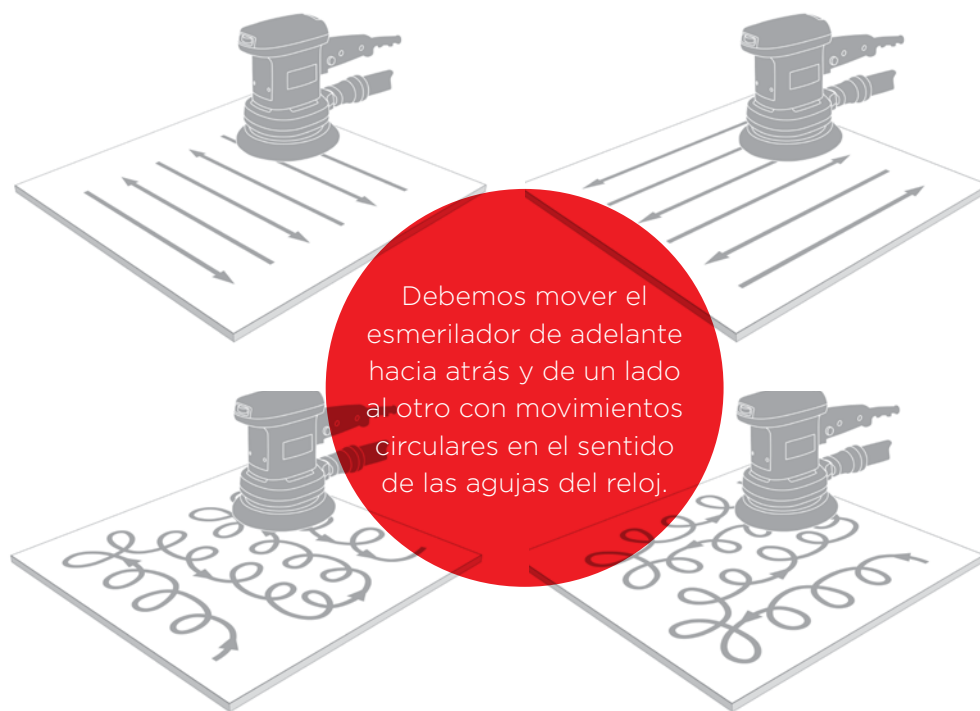 Debemos mover el
esmerilador de adelante
hacia atrás y de un lado
al otro con movimientos
circulares en el sentido
de las agujas del reloj.